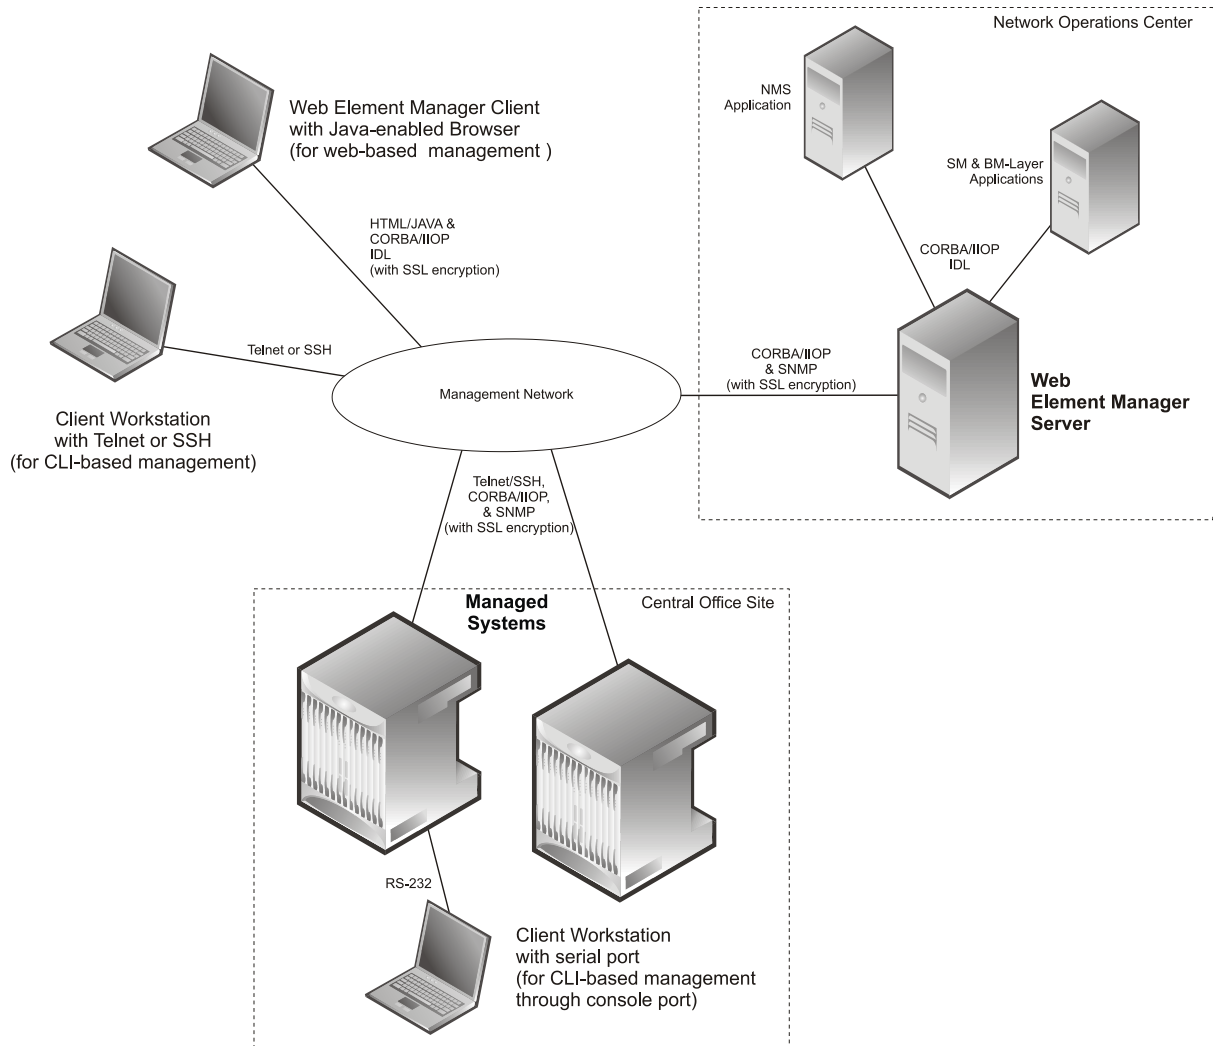 Network Operations Center
NMS
Application
SM & BM-Layer
Applications
Web Element Manager Client
with Java-enabled Browser
(for web-based  management )
HTML/JAVA &
CORBA/IIOP
IDL
(with SSL encryption)
CORBA/IIOP
IDL
Telnet or SSH
Management Network
CORBA/IIOP
& SNMP
(with SSL encryption)
Web
Element Manager
Server
Client Workstation
with Telnet or SSH
(for CLI-based management)
Telnet/SSH,
CORBA/IIOP,
& SNMP
(with SSL encryption)
Managed
Systems
Central Office Site
RS-232
Client Workstation
with serial port
(for CLI-based management
through console port)